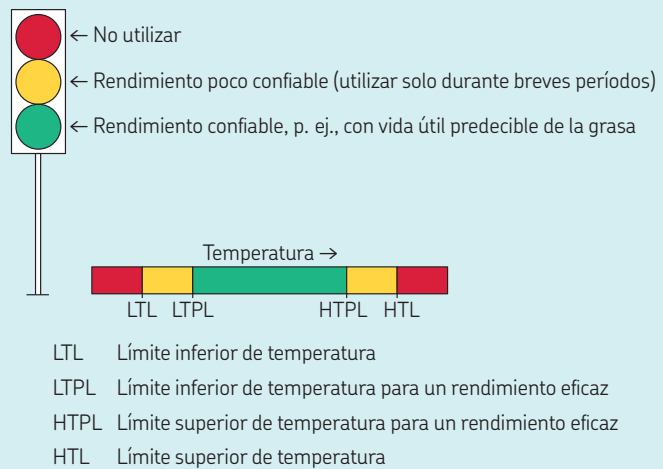 ← No utilizar
← Rendimiento poco confiable (utilizar solo durante breves períodos)
← Rendimiento confiable, p. ej., con vida útil predecible de la grasa
Temperatura →
LTL LTPL HTPL HTL
LTL Límite inferior de temperatura
LTPL Límite inferior de temperatura para un rendimiento eficaz
HTPL Límite superior de temperatura para un rendimiento eficaz
HTL Límite superior de temperatura